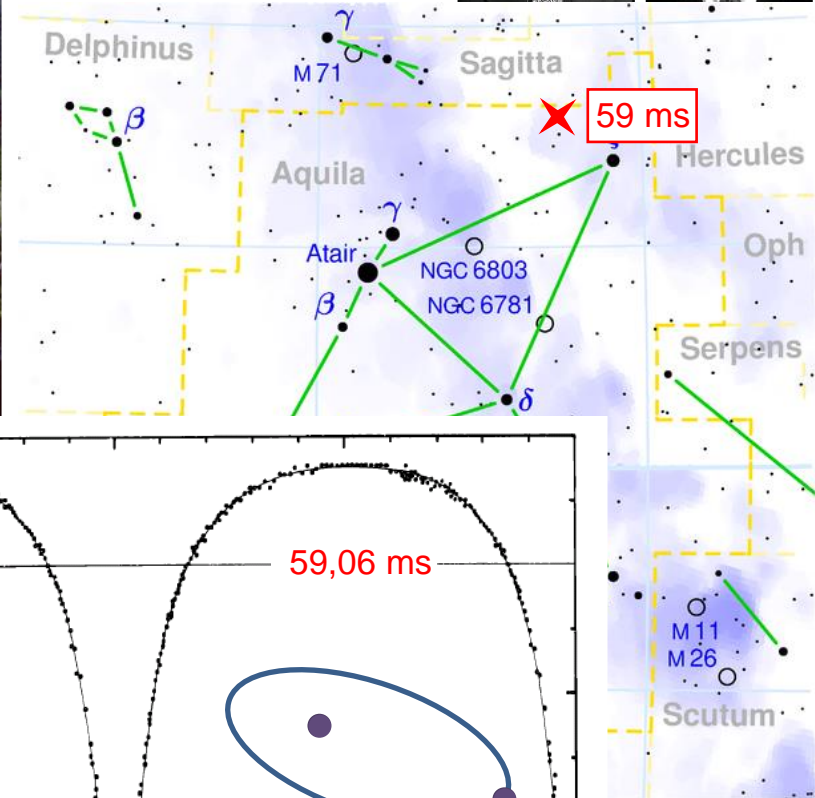 γ
Delphinus
Sagitta
M 71
59 ms
β
Hercules
Aquila
γ
Oph
Atair
NGC 6803
β
NGC 6781
Serpens
δ
59,06 ms
M 11
M 26
Scutum